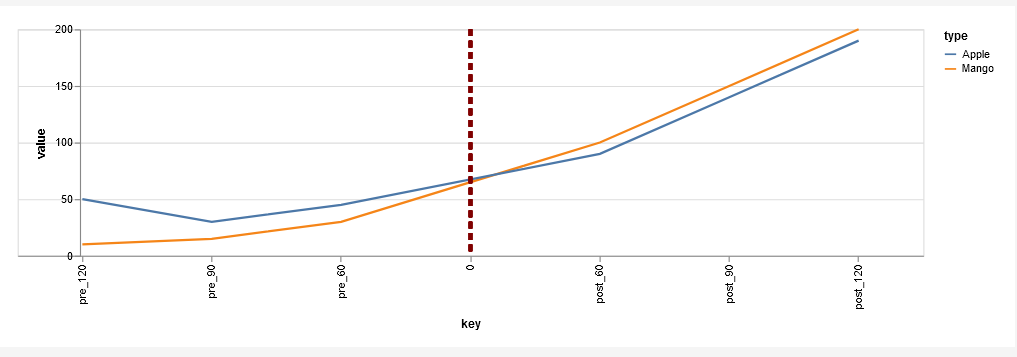 200
150
100
50
0
value
pre_120
pre_90
pre_60
0
post_60
post_90
post_120
key
type
Apple
Mango